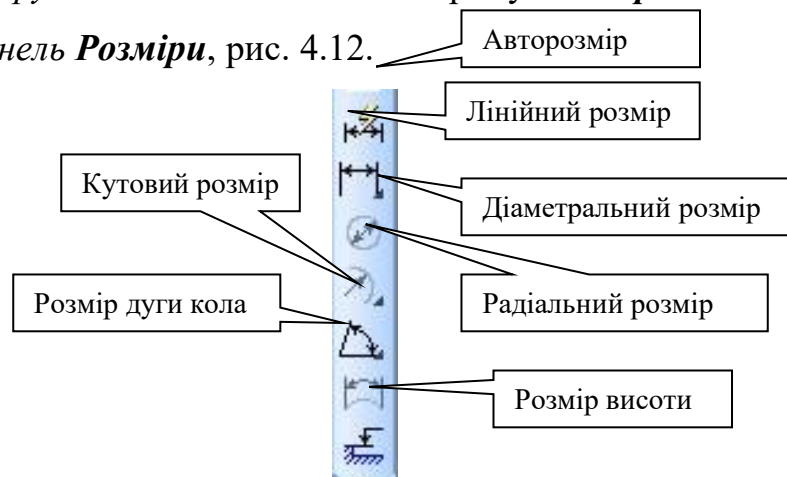 нель Розміри, рис. 4.12.
Авторозмір
Лінійний розмір
Кутовий розмір
Діаметральний розмір
Розмір дуги кола
Радіальний розмір
Розмір висоти